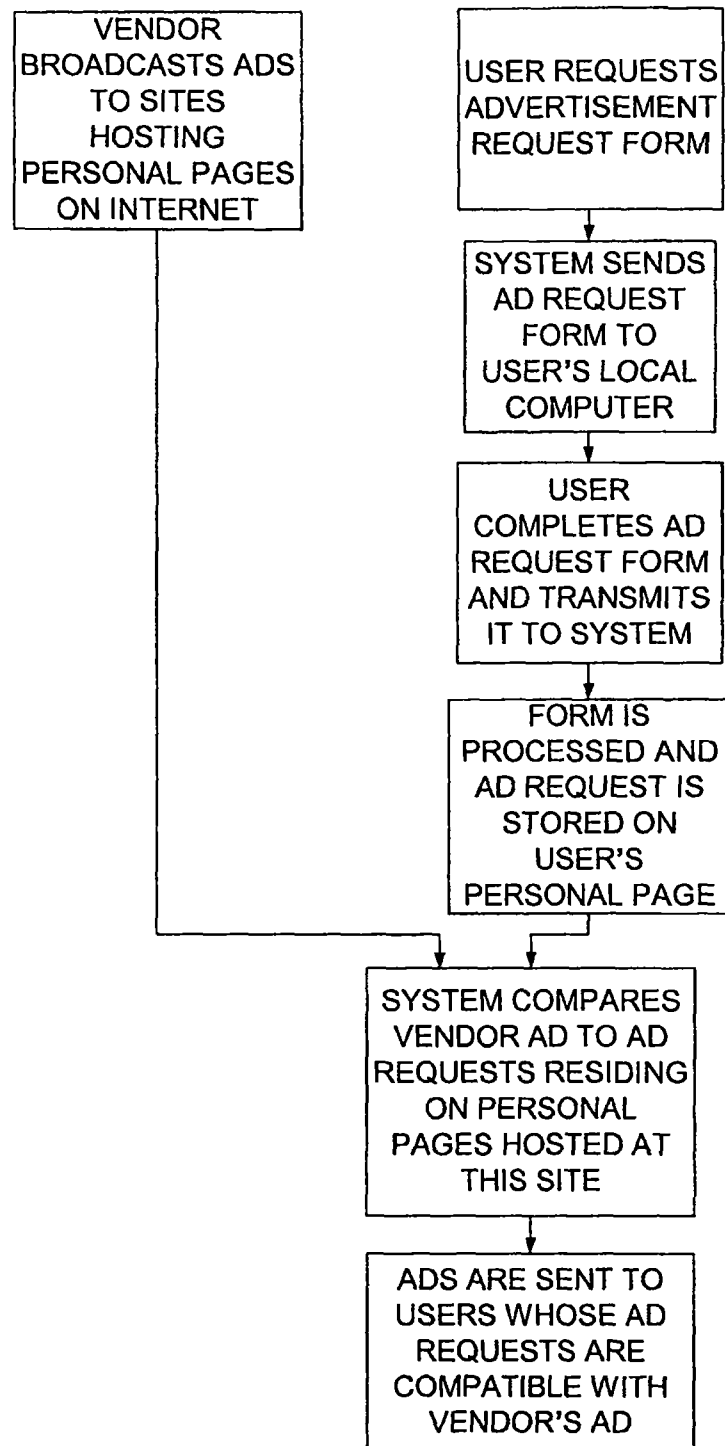 VENDOR
BROADCASTS ADS
TO SITES
HOSTING
PERSONAL PAGES
ON INTERNET
USER REQUESTS
ADVERTISEMENT
REQUEST FORM
SYSTEM SENDS
AD REQUEST
FORM TO
USER'S LOCAL
COMPUTER
USER
COMPLETES AD
REQUEST FORM
AND TRANSMITS
IT TO SYSTEM
FORM IS
PROCESSED AND
AD REQUEST IS
STORED ON
USER'S
PERSONAL PAGE
SYSTEM COMPARES
VENDOR AD TO AD
REQUESTS RESIDING
ON PERSONAL
PAGES HOSTED AT
THIS SITE
ADS ARE SENT TO
USERS WHOSE AD
REQUESTS ARE
COMPATIBLE WITH
VENDOR'S AD